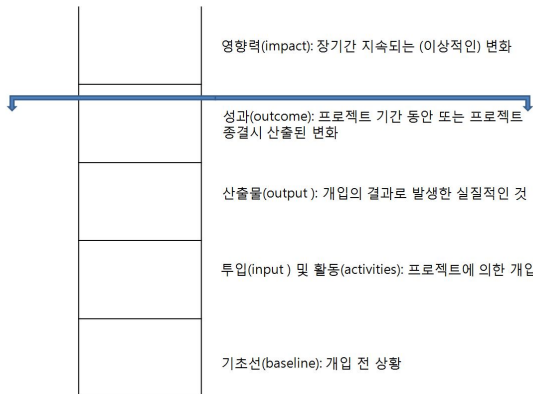 영향력(impact): 장기간 지속되는 (이상적인) 변화
성과(outcome): 프로젝트 기간 동안 또는 프로젝트
종결시 산출된 변화
산출물(output ): 개입의 결과로 발생한 실질적인 것
투입(input ) 및 활동(activities): 프로젝트에 의한 개입
기초선(baseline): 개입 전 상황